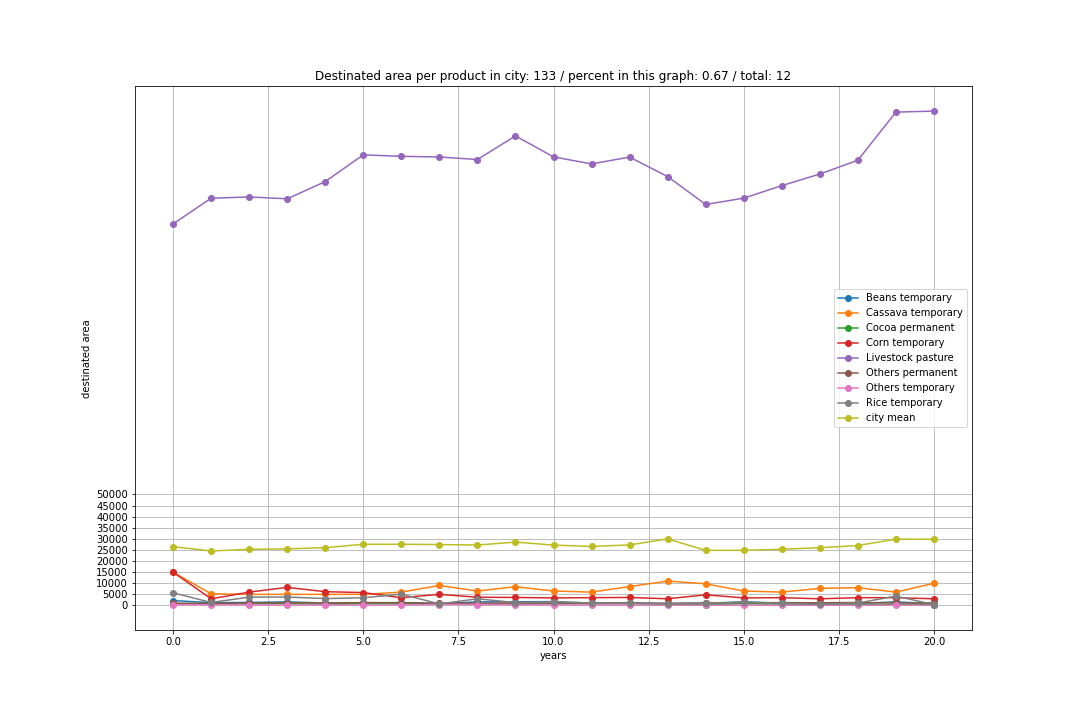 Destinated area per product in city: 133 / percent in this graph: 0.67 / total: 12
destinated area
50000
45000
40000
35000
30000
25000
20000
15000
10000
5000
0
Beans temporary
Cassava temporary
Cocoa permanent
Corn temporary
Livestock pasture
Others permanent
Others temporary
Rice temporary
city mean
0.0 2.5 5.0 7.5 10.0 12.5 15.0 17.5 20.0
years